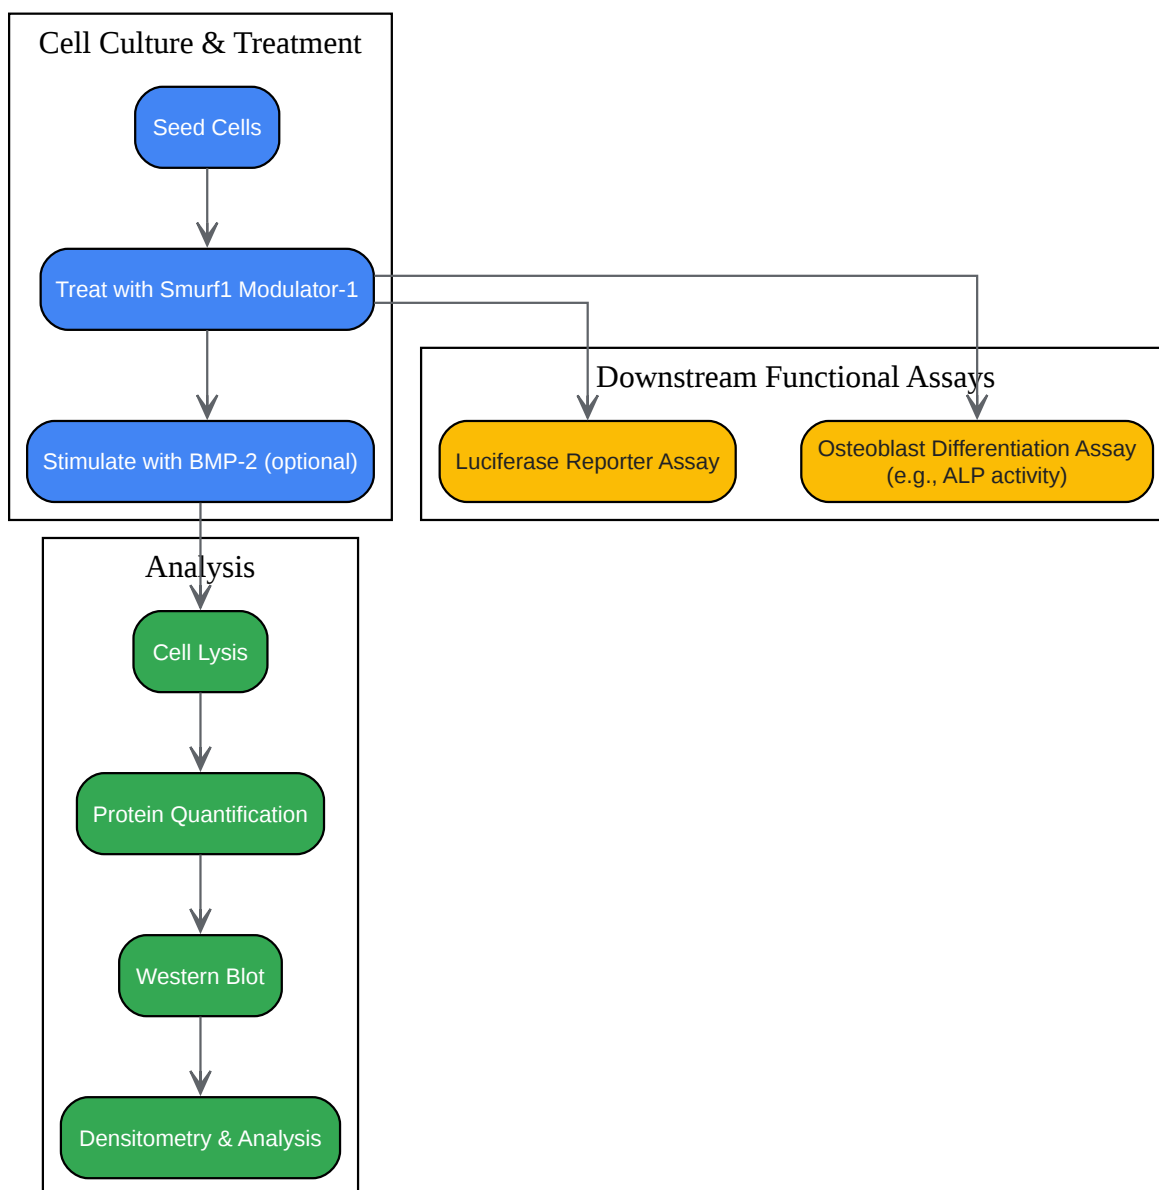 Cell Culture & Treatment
Seed Cells
Treat with Smurf1 Modulator-1
Stimulate with BMP-2 (optional)
Downstream Functional Assays
Luciferase Reporter Assay
Osteoblast Differentiation Assay
(e.g., ALP activity)
Analysis
Cell Lysis
Protein Quantification
Western Blot
Densitometry & Analysis